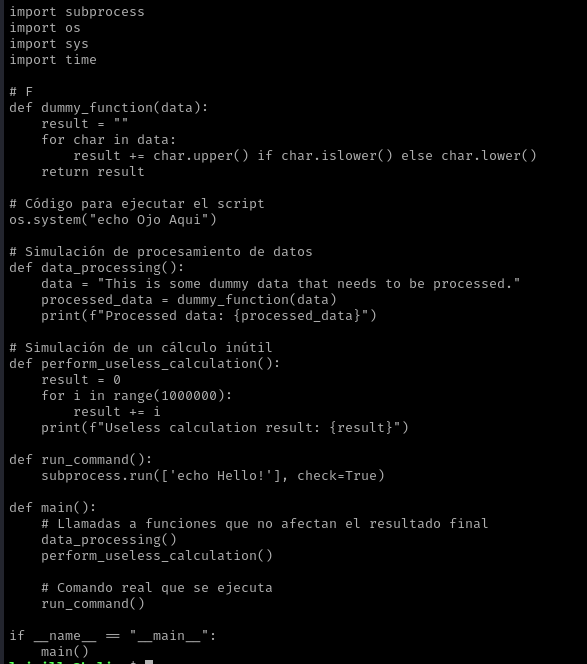 import subprocess
import os
import sys
import time

# F
def dummy_function(data):
    result = ""
    for char in data:
        result += char.upper() if char.islower() else char.lower()
    return result

# Código para ejecutar el script
os.system("echo Ojo Aqui")

# Simulación de procesamiento de datos
def data_processing():
    data = "This is some dummy data that needs to be processed."
    processed_data = dummy_function(data)
    print(f"Processed data: {processed_data}")

# Simulación de un cálculo inútil
def perform_useless_calculation():
    result = 0
    for i in range(1000000):
        result += i
    print(f"Useless calculation result: {result}")

def run_command():
    subprocess.run(['echo Hello!'], check=True)

def main():
    # Llamadas a funciones que no afectan el resultado final
    data_processing()
    perform_useless_calculation()

    # Comando real que se ejecuta
    run_command()

if __name__ == "__main__":
    main()